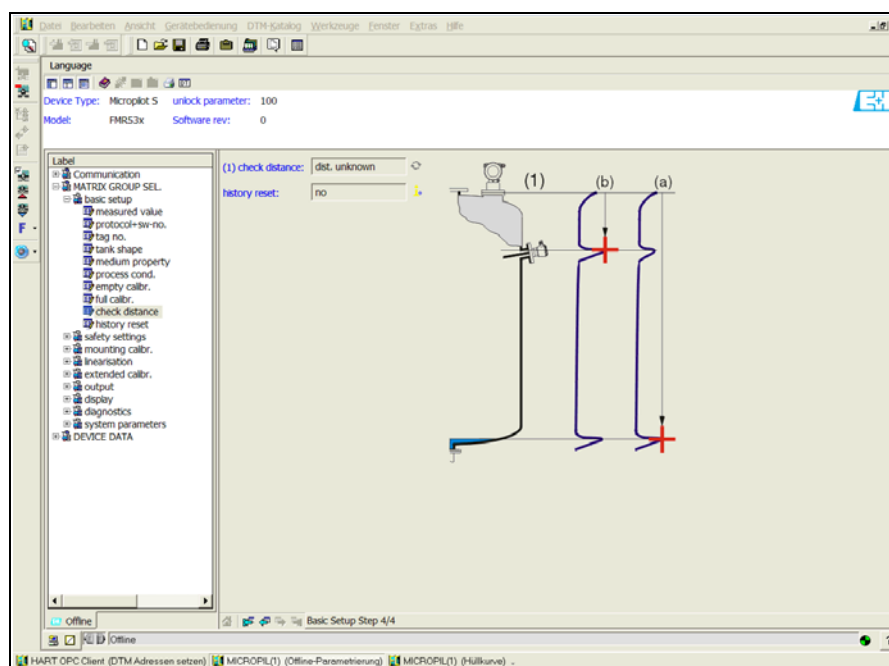 Datei Bearbeiten Ansicht Gerätebedienung DTM-Katalog Werkzeuge Fenster Extras Hilfe
Language
Device Type: Micropilot S unlock parameter: 100
Model: FMR53x Software rev: 0
E+
Label
Communication
MATRIX GROUP SEL.
basic setup
measured value
protocol+sw-no.
tag no.
tank shape
medium property
process cond.
empty calibr.
full calibr.
check distance
history reset
safety settings
mounting calibr.
linearisation
extended calibr.
output
display
diagnostics
system parameters
DEVICE DATA
(1) check distance: dist. unknown
history reset: no
(1) (b) (a)
F
Offline
Basic Setup Step 4/4
Offline
HART OPC Client (DTM Adressen setzen) MICROPIL(1) (Offline-Parametrierung) MICROPIL(1) (Hüllkurve)